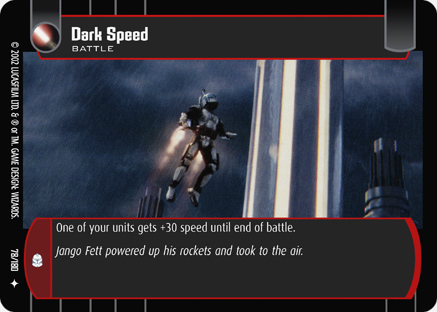 Dark Speed
BATTLE
One of your units gets +30 speed until end of battle.
Jango Fett powered up his rockets and took to the air.
© 2002 LUCASFILM LTD. & ® or TM. GAME DESIGN: WIZARDS.
78/180